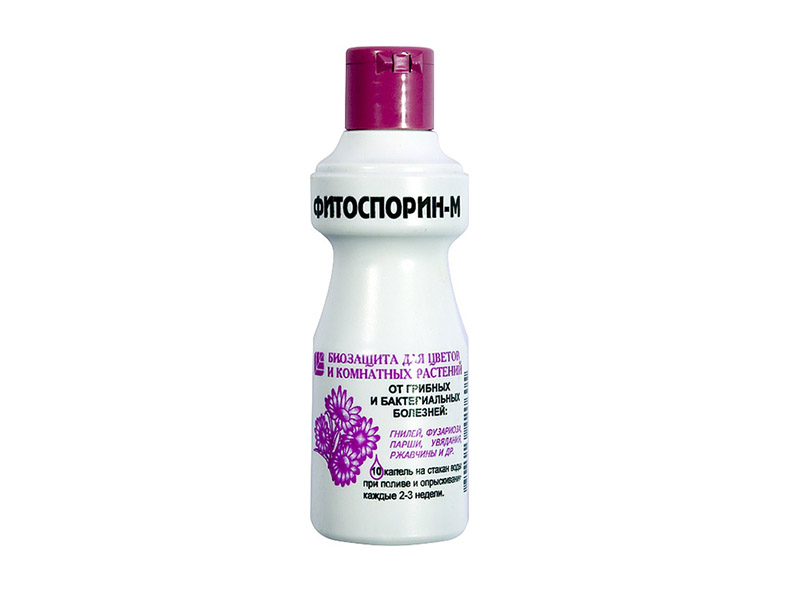 ФИТОСПОРИН-М
БИОЗАЩИТА ДЛЯ ЦВЕТОВ
И КОМНАТНЫХ РАСТЕНИЙ
ОТ ГРИБНЫХ
И БАКТЕРИАЛЬНЫХ
БОЛЕЗНЕЙ:
ГНИЛЕЙ, ФУЗАРИОЗА,
ПАРШИ, УВЯДАНИЯ,
РЖАВЧИНЫ И ДР.
10 капель на стакан воды
при поливе и опрыскивании
каждые 2-3 недели.